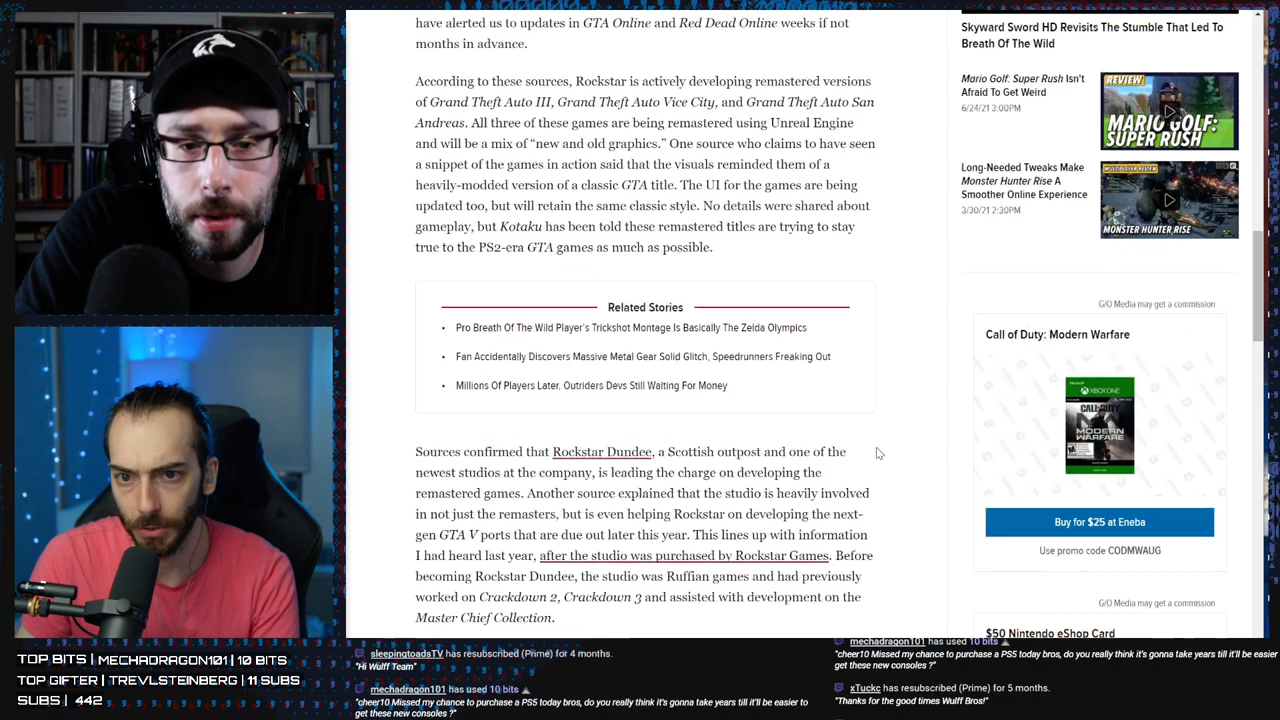 have alerted us to updates in GTA Online and Red Dead Online weeks if not
months in advance.
According to these sources, Rockstar is actively developing remastered versions
of Grand Theft Auto III, Grand Theft Auto Vice City, and Grand Theft Auto San
Andreas. All three of these games are being remastered using Unreal Engine
and will be a mix of “new and old graphics.” One source who claims to have seen
a snippet of the games in action said that the visuals reminded them of a
heavily-modded version of a classic GTA title. The UI for the games are being
updated too, but will retain the same classic style. No details were shared about
gameplay, but Kotaku has been told these remastered titles are trying to stay
true to the PS2-era GTA games as much as possible.
Related Stories
• Pro Breath Of The Wild Player's Trickshot Montage Is Basically The Zelda Olympics
• Fan Accidentally Discovers Massive Metal Gear Solid Glitch, Speedrunners Freaking Out
• Millions Of Players Later, Outriders Devs Still Waiting For Money
Sources confirmed that Rockstar Dundee, a Scottish outpost and one of the
newest studios at the company, is leading the charge on developing the
remastered games. Another source explained that the studio is heavily involved
in not just the remasters, but is even helping Rockstar on developing the next-
gen GTA V ports that are due out later this year. This lines up with information
I had heard last year, after the studio was purchased by Rockstar Games. Before
becoming Rockstar Dundee, the studio was Ruffian games and had previously
worked on Crackdown 2, Crackdown 3 and assisted with development on the
Master Chief Collection.
Skyward Sword HD Revisits The Stumble That Led To
Breath Of The Wild
Mario Golf: Super Rush Isn't
Afraid To Get Weird
6/24/21 3:00PM
REVIEW
MARIO GOLF:
SUPER RUSH
Long-Needed Tweaks Make
Monster Hunter Rise A
Smoother Online Experience
3/30/21 2:30PM
MONSTER HUNTER RISE
G/O Media may get a commission
Call of Duty: Modern Warfare
XBOX ONE
CALL OF DUTY
MODERN
WARFARE
Buy for $25 at Eneba
Use promo code CODMWAUG
G/O Media may get a commission
$50 Nintendo eShop Card
TOP BITS | MECHADRAGON101 | 10 BITS
TOP GIFTER | TREVLSTEINBERG | 11 SUBS
SUBS | 442
sleepingtoadsTV has resubscribed (Prime) for 4 months.
"Hi Wulff Team"
mechadragon101 has used 10 bits
"cheer10 Missed my chance to purchase a PS5 today bros, do you really think it's gonna take years till it'll be easier to
get these new consoles ?"
mechadragon101 has used 10 bits
"cheer10 Missed my chance to purchase a PS5 today bros, do you really think it's gonna take years till it'll be easier
get these new consoles ?"
xTuckc has resubscribed (Prime) for 5 months.
"Thanks for the good times Wulff Bros!"